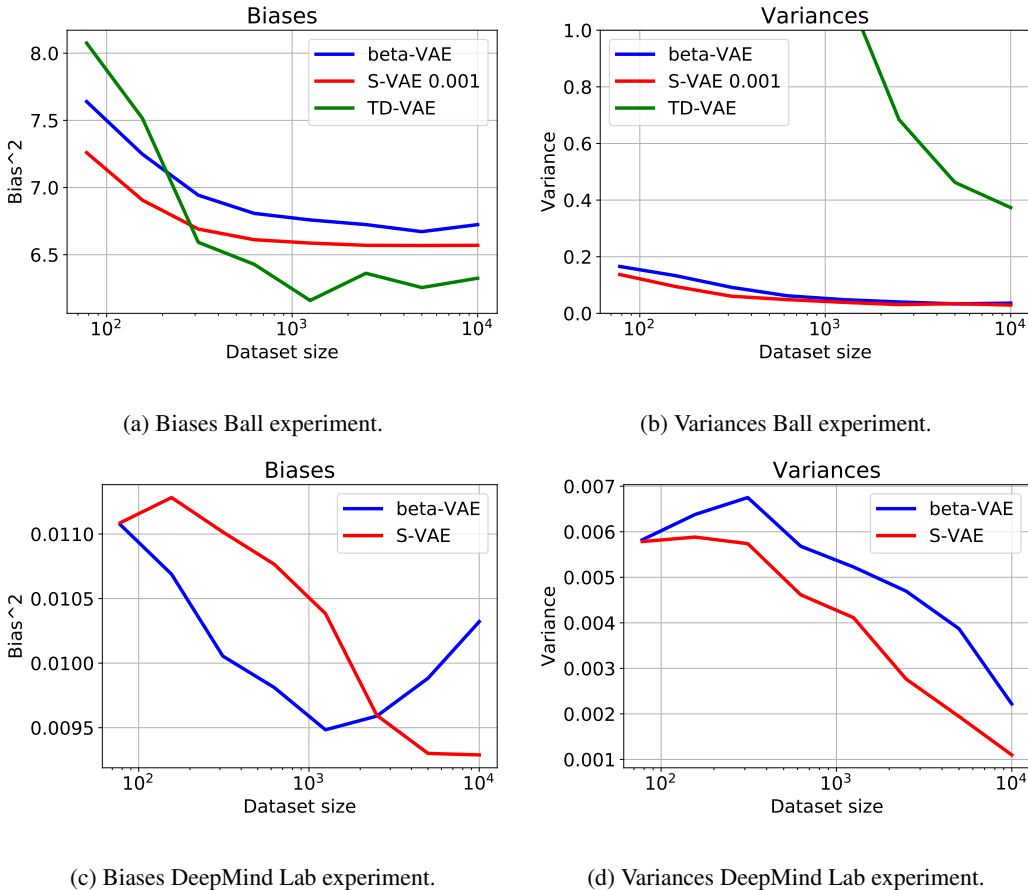 Biases
8.0
7.5
7.0
6.5
Bias^2
beta-VAE
S-VAE 0.001
TD-VAE
10^2
10^3
10^4
Dataset size
(a) Biases Ball experiment.
Variances
1.0
0.8
0.6
0.4
0.2
0.0
Variance
beta-VAE
S-VAE 0.001
TD-VAE
10^2
10^3
10^4
Dataset size
(b) Variances Ball experiment.
Biases
0.0110
0.0105
0.0100
0.0095
Bias^2
beta-VAE
S-VAE
10^2
10^3
10^4
Dataset size
(c) Biases DeepMind Lab experiment.
Variances
0.007
0.006
0.005
0.004
0.003
0.002
0.001
Variance
beta-VAE
S-VAE
10^2
10^3
10^4
Dataset size
(d) Variances DeepMind Lab experiment.